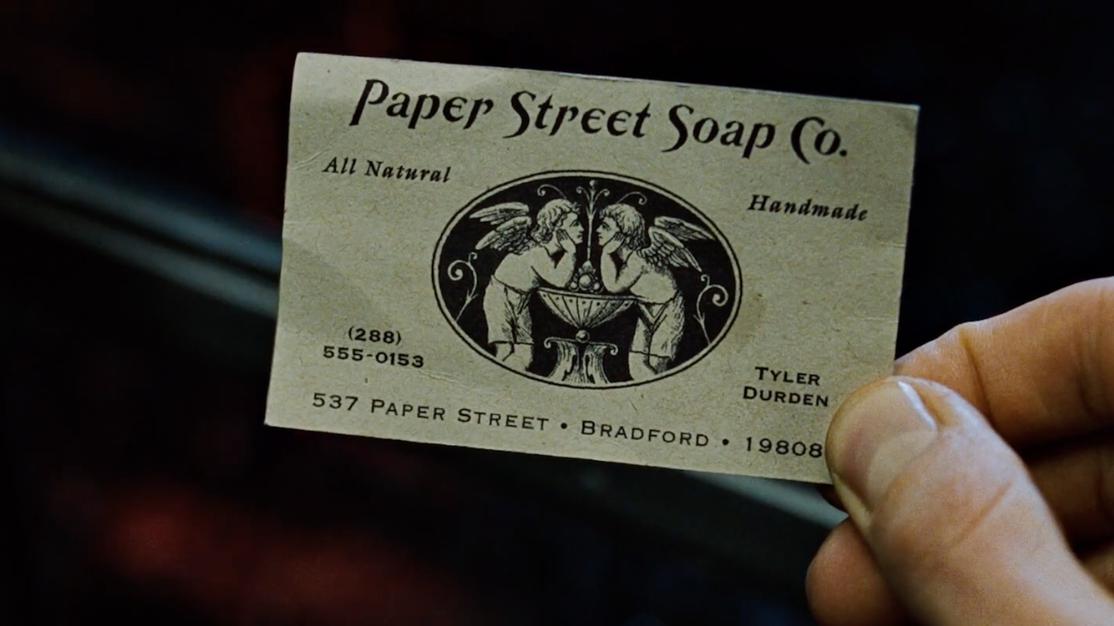 Paper Street Soap Co.
All Natural
Handmade
(288)
555-0153
TYLER
DURDEN
537 PAPER STREET • BRADFORD • 19808